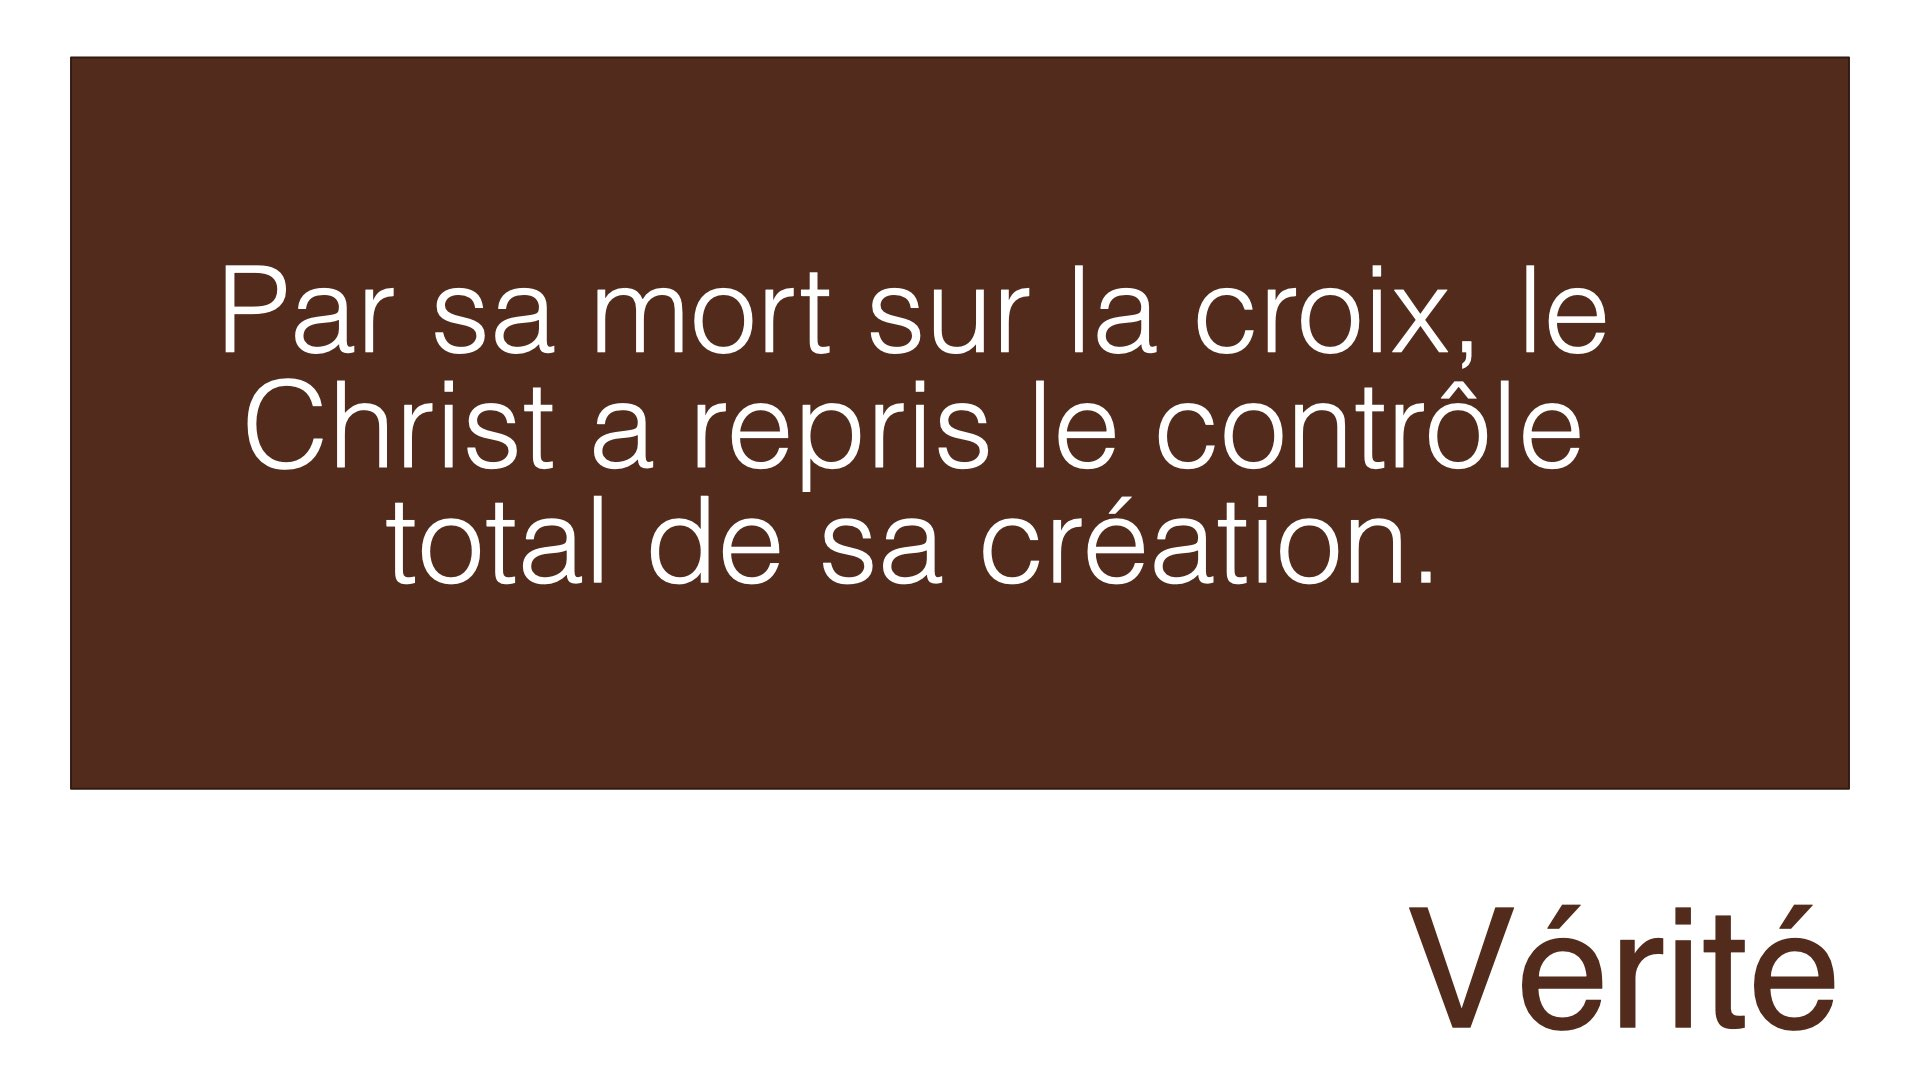 Par sa mort sur la croix, le
Christ a repris le contrôle
total de sa création.
Vérité